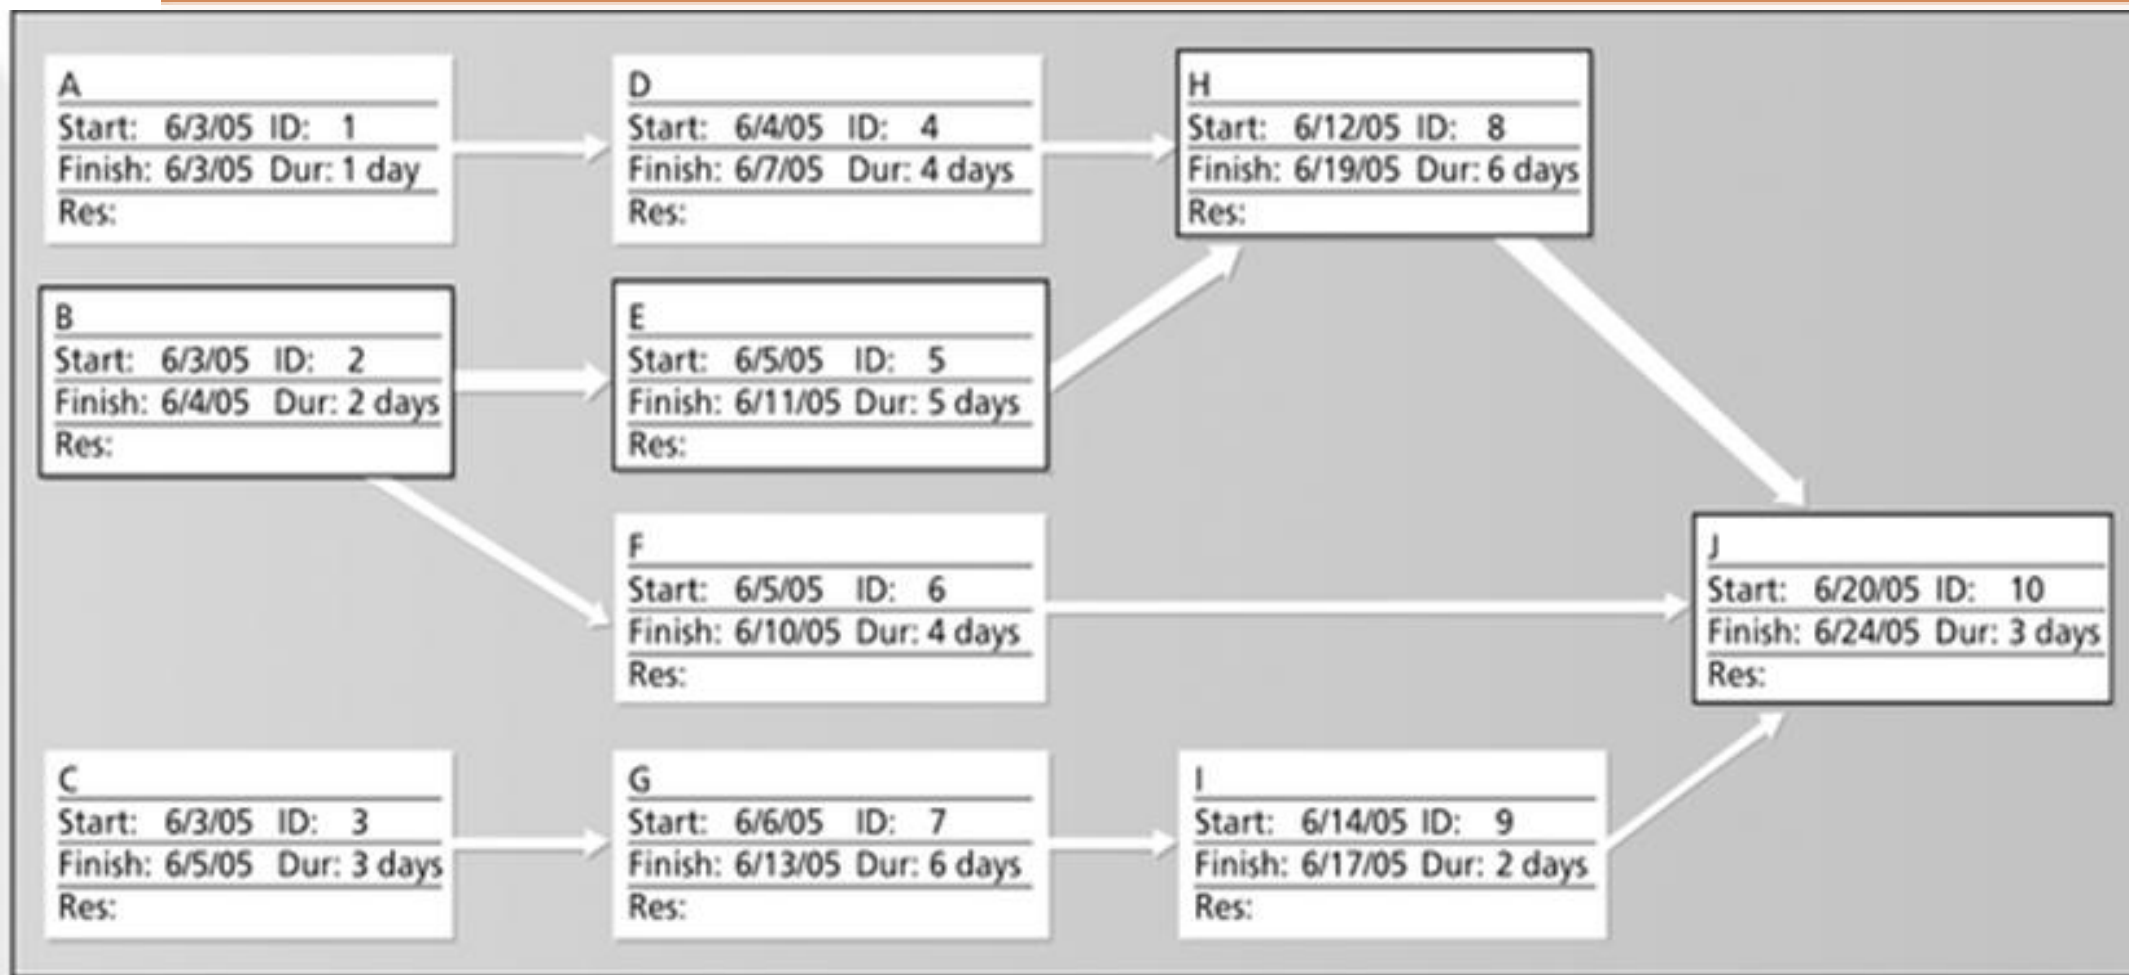 A
Start: 6/3/05 ID: 1
Finish: 6/3/05 Dur: 1 day
Res:
D
Start: 6/4/05 ID: 4
Finish: 6/7/05 Dur: 4 days
Res:
H
Start: 6/12/05 ID: 8
Finish: 6/19/05 Dur: 6 days
Res:
B
Start: 6/3/05 ID: 2
Finish: 6/4/05 Dur: 2 days
Res:
E
Start: 6/5/05 ID: 5
Finish: 6/11/05 Dur: 5 days
Res:
F
Start: 6/5/05 ID: 6
Finish: 6/10/05 Dur: 4 days
Res:
J
Start: 6/20/05 ID: 10
Finish: 6/24/05 Dur: 3 days
Res:
C
Start: 6/3/05 ID: 3
Finish: 6/5/05 Dur: 3 days
Res:
G
Start: 6/6/05 ID: 7
Finish: 6/13/05 Dur: 6 days
Res:
I
Start: 6/14/05 ID: 9
Finish: 6/17/05 Dur: 2 days
Res: